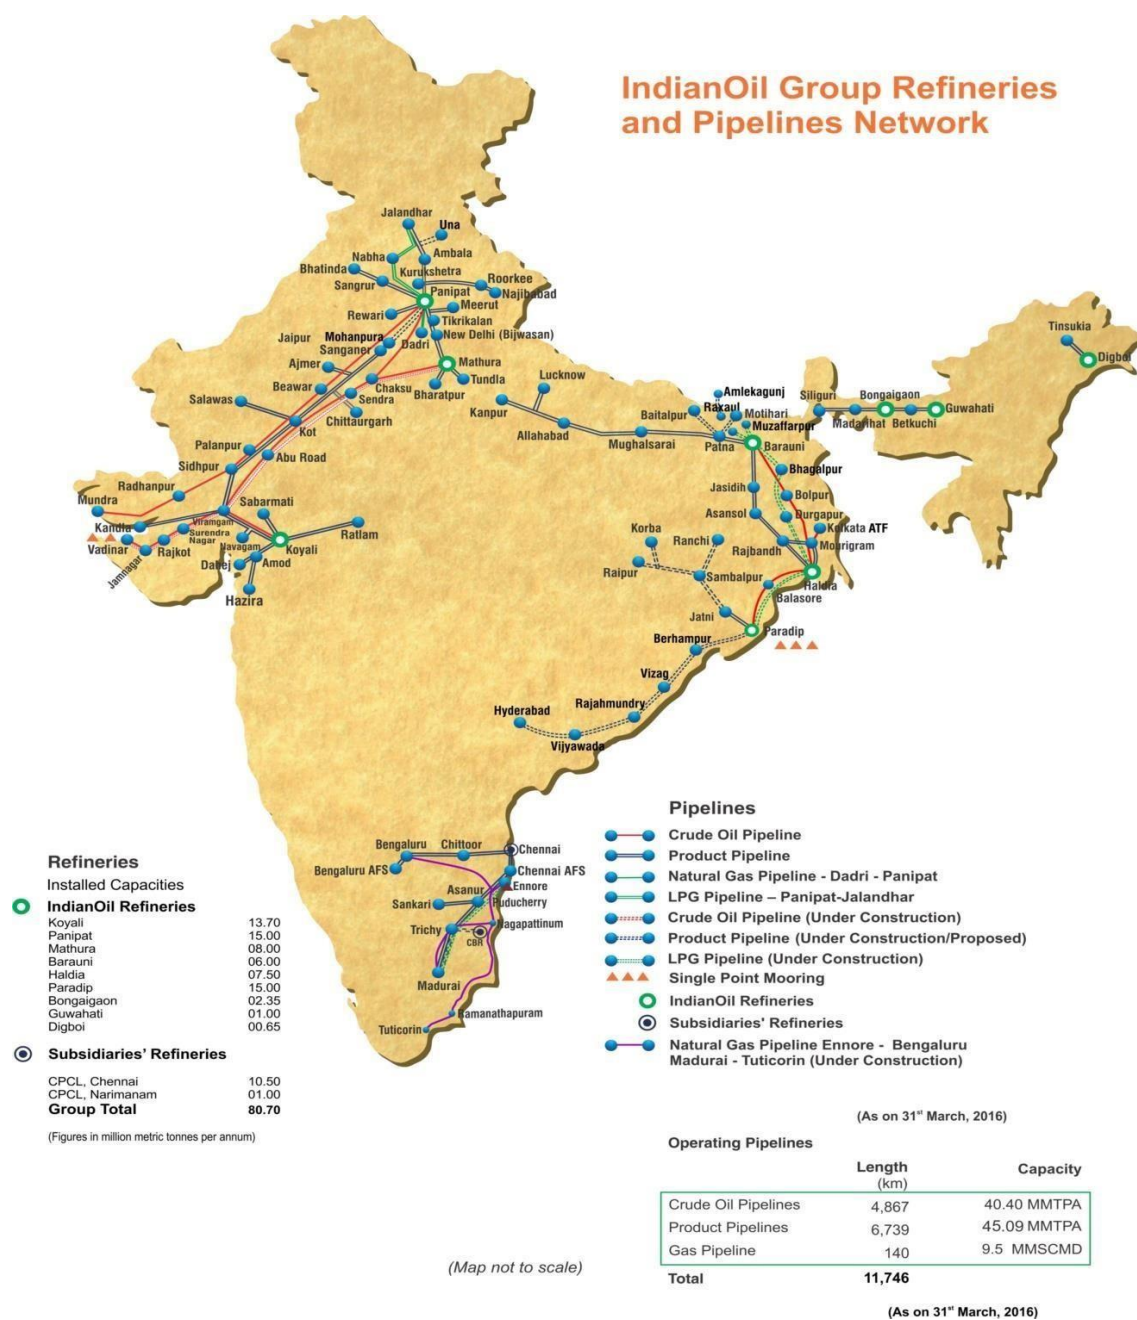 IndianOil Group Refineries
and Pipelines Network
Jalandhar
Una
Nabha
Ambala
Bhatinda
Kurukshetra
Roorkee
Sangrur
Panipat
Najibabad
Meerut
Rewari
Tikrikalan
Jaipur
Mohanpura
New Delhi (Bijwasan)
Sanganer
Dadri
Ajmer
Mathura
Beawar
Chaksu
Tundla
Sendra
Bharatpur
Salawas
Chittaurgarh
Kot
Palanpur
Abu Road
Sidhpur
Radhanpur
Sabarmati
Mundra
Kandla
Viramgam
Surendra
Nagar
Navagam
Koyali
Ratlam
Vadinar
Rajkot
Jamnagar
Dahej
Amod
Hazira
Lucknow
Kanpur
Allahabad
Mughalsarai
Baitalpur
Amlekagunj
Raxaul
Motihari
Muzaffarpur
Patna
Barauni
Bhagalpur
Jasidih
Bolpur
Asansol
Durgapur
Kolkata ATF
Rajbandh
Mourigram
Haldia
Korba
Ranchi
Raipur
Sambalpur
Balasore
Jatni
Paradip
Berhampur
Vizag
Rajahmundry
Hyderabad
Vijyawada
Siliguri
Bongaigaon
Guwahati
Madarihat
Betkuchi
Tinsukia
Digboi
Bengaluru
Chittoor
Chennai
Bengaluru AFS
Chennai AFS
Ennore
Asanur
Sankari
Puducherry
Trichy
Nagapattinum
CBR
Madurai
Ramanathapuram
Tuticorin
Refineries
Installed Capacities
IndianOil Refineries
Koyali 13.70
Panipat 15.00
Mathura 08.00
Barauni 06.00
Haldia 07.50
Paradip 15.00
Bongaigaon 02.35
Guwahati 01.00
Digboi 00.65
Subsidiaries' Refineries
CPCL, Chennai 10.50
CPCL, Narimanam 01.00
Group Total 80.70
(Figures in million metric tonnes per annum)
Pipelines
Crude Oil Pipeline
Product Pipeline
Natural Gas Pipeline - Dadri - Panipat
LPG Pipeline – Panipat-Jalandhar
Crude Oil Pipeline (Under Construction)
Product Pipeline (Under Construction/Proposed)
LPG Pipeline (Under Construction)
Single Point Mooring
IndianOil Refineries
Subsidiaries' Refineries
Natural Gas Pipeline Ennore - Bengaluru
Madurai - Tuticorin (Under Construction)
(As on 31st March, 2016)
Operating Pipelines
Length Capacity
(km)
Crude Oil Pipelines 4,867 40.40 MMTPA
Product Pipelines 6,739 45.09 MMTPA
Gas Pipeline 140 9.5 MMSCMD
Total 11,746
(Map not to scale)
(As on 31st March, 2016)